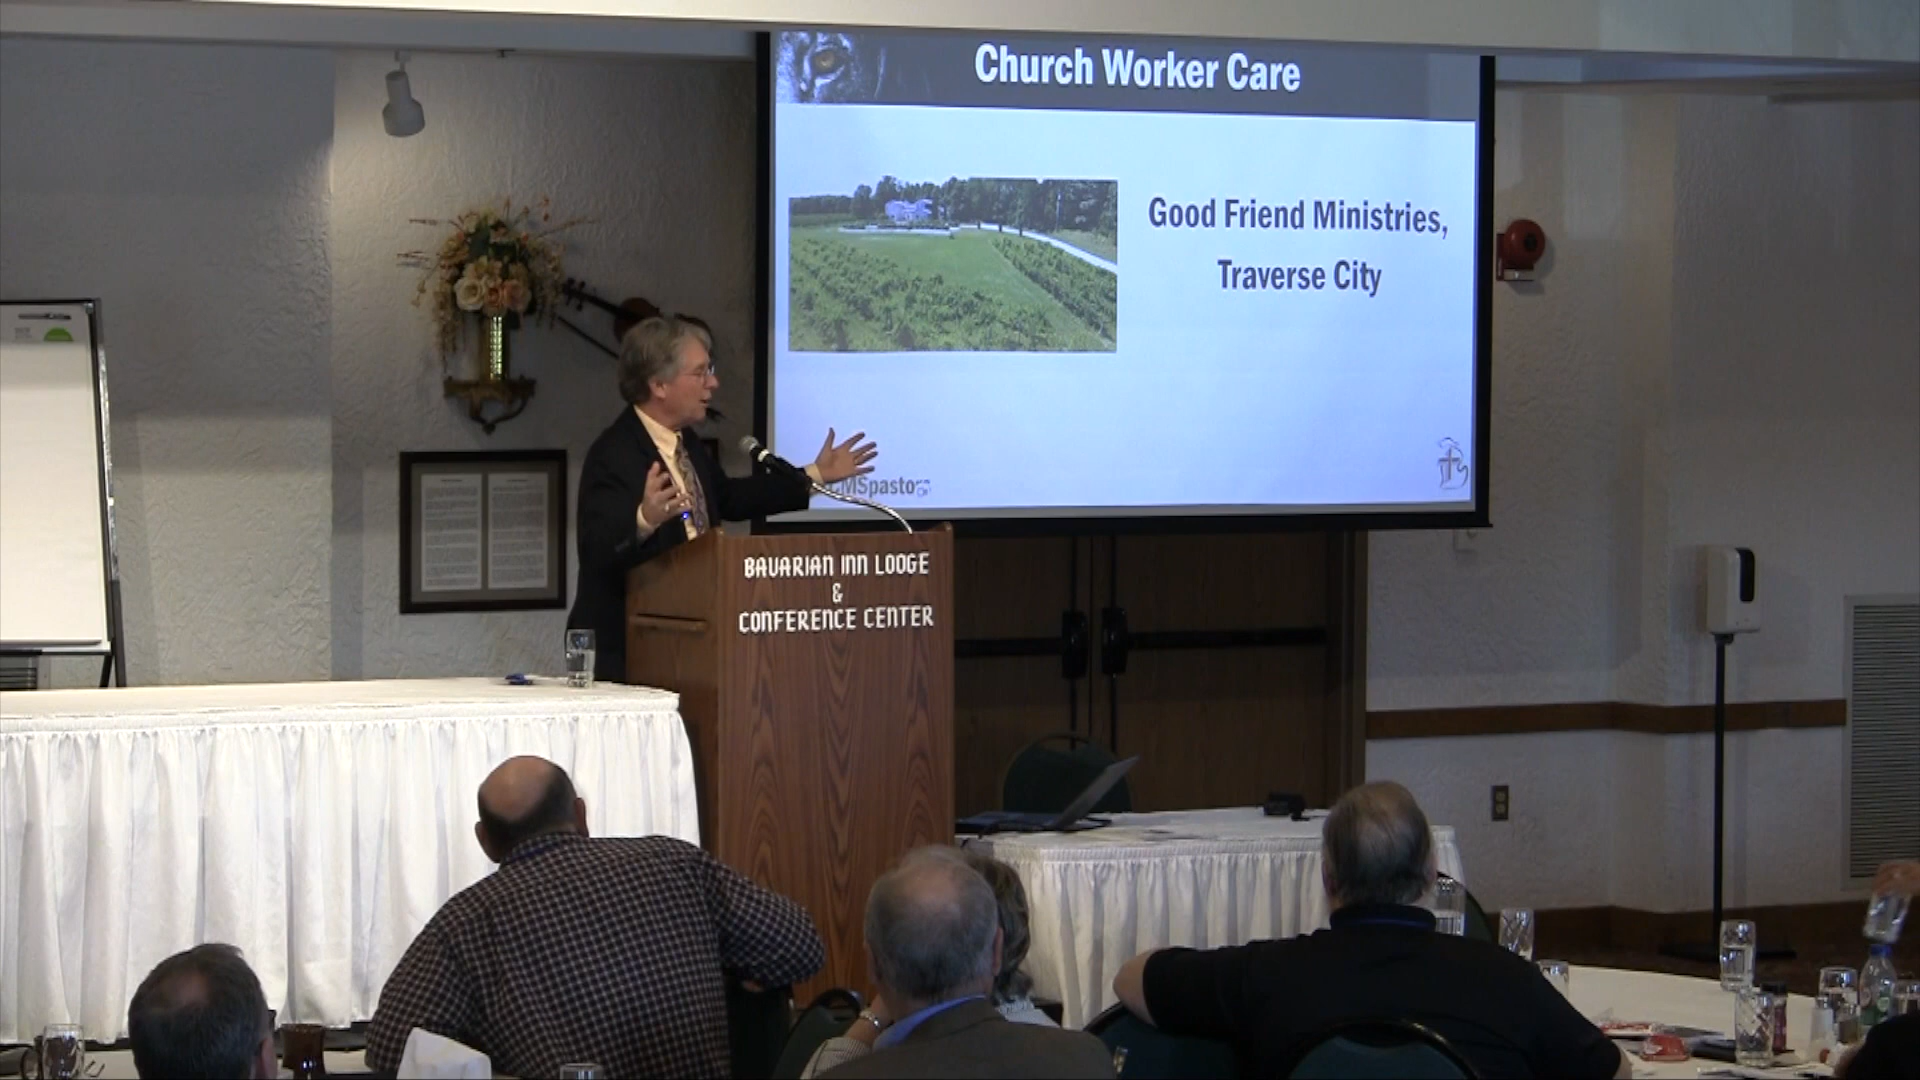 Church Worker Care
Good Friend Ministries,
Traverse City
BAVARIAN INN LODGE
&
CONFERENCE CENTER